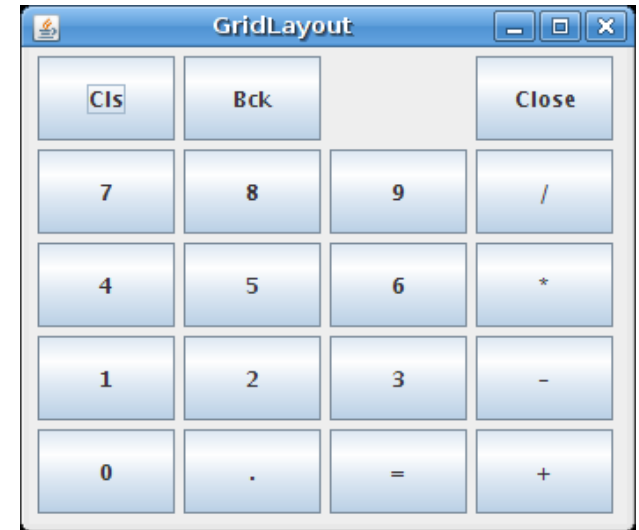 GridLayout
Cls Bck Close
7 8 9 /
4 5 6 *
1 2 3 -
0 . = +